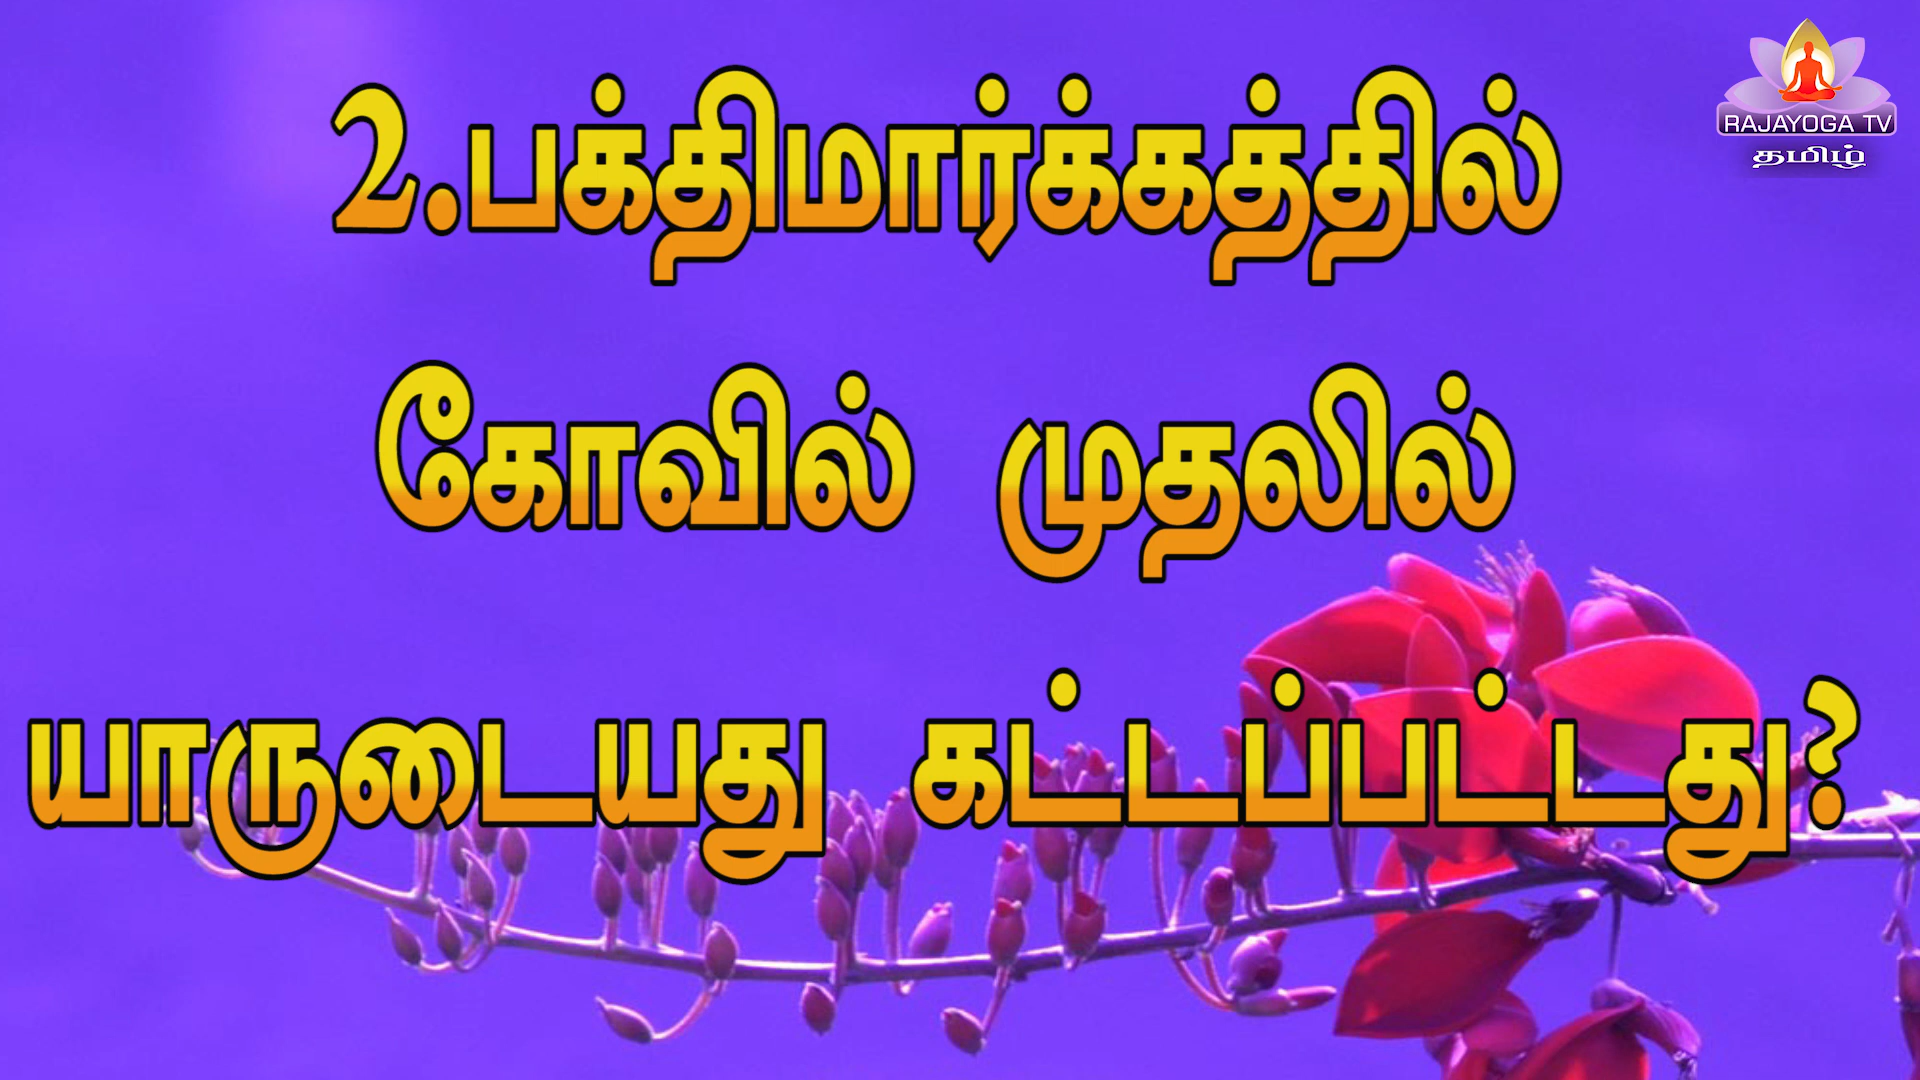 RAJAYOGA TV
தமிழ்
2.பக்திமார்க்கத்தில்
கோவில் முதலில்
யாருடையது கட்டப்பட்டது?